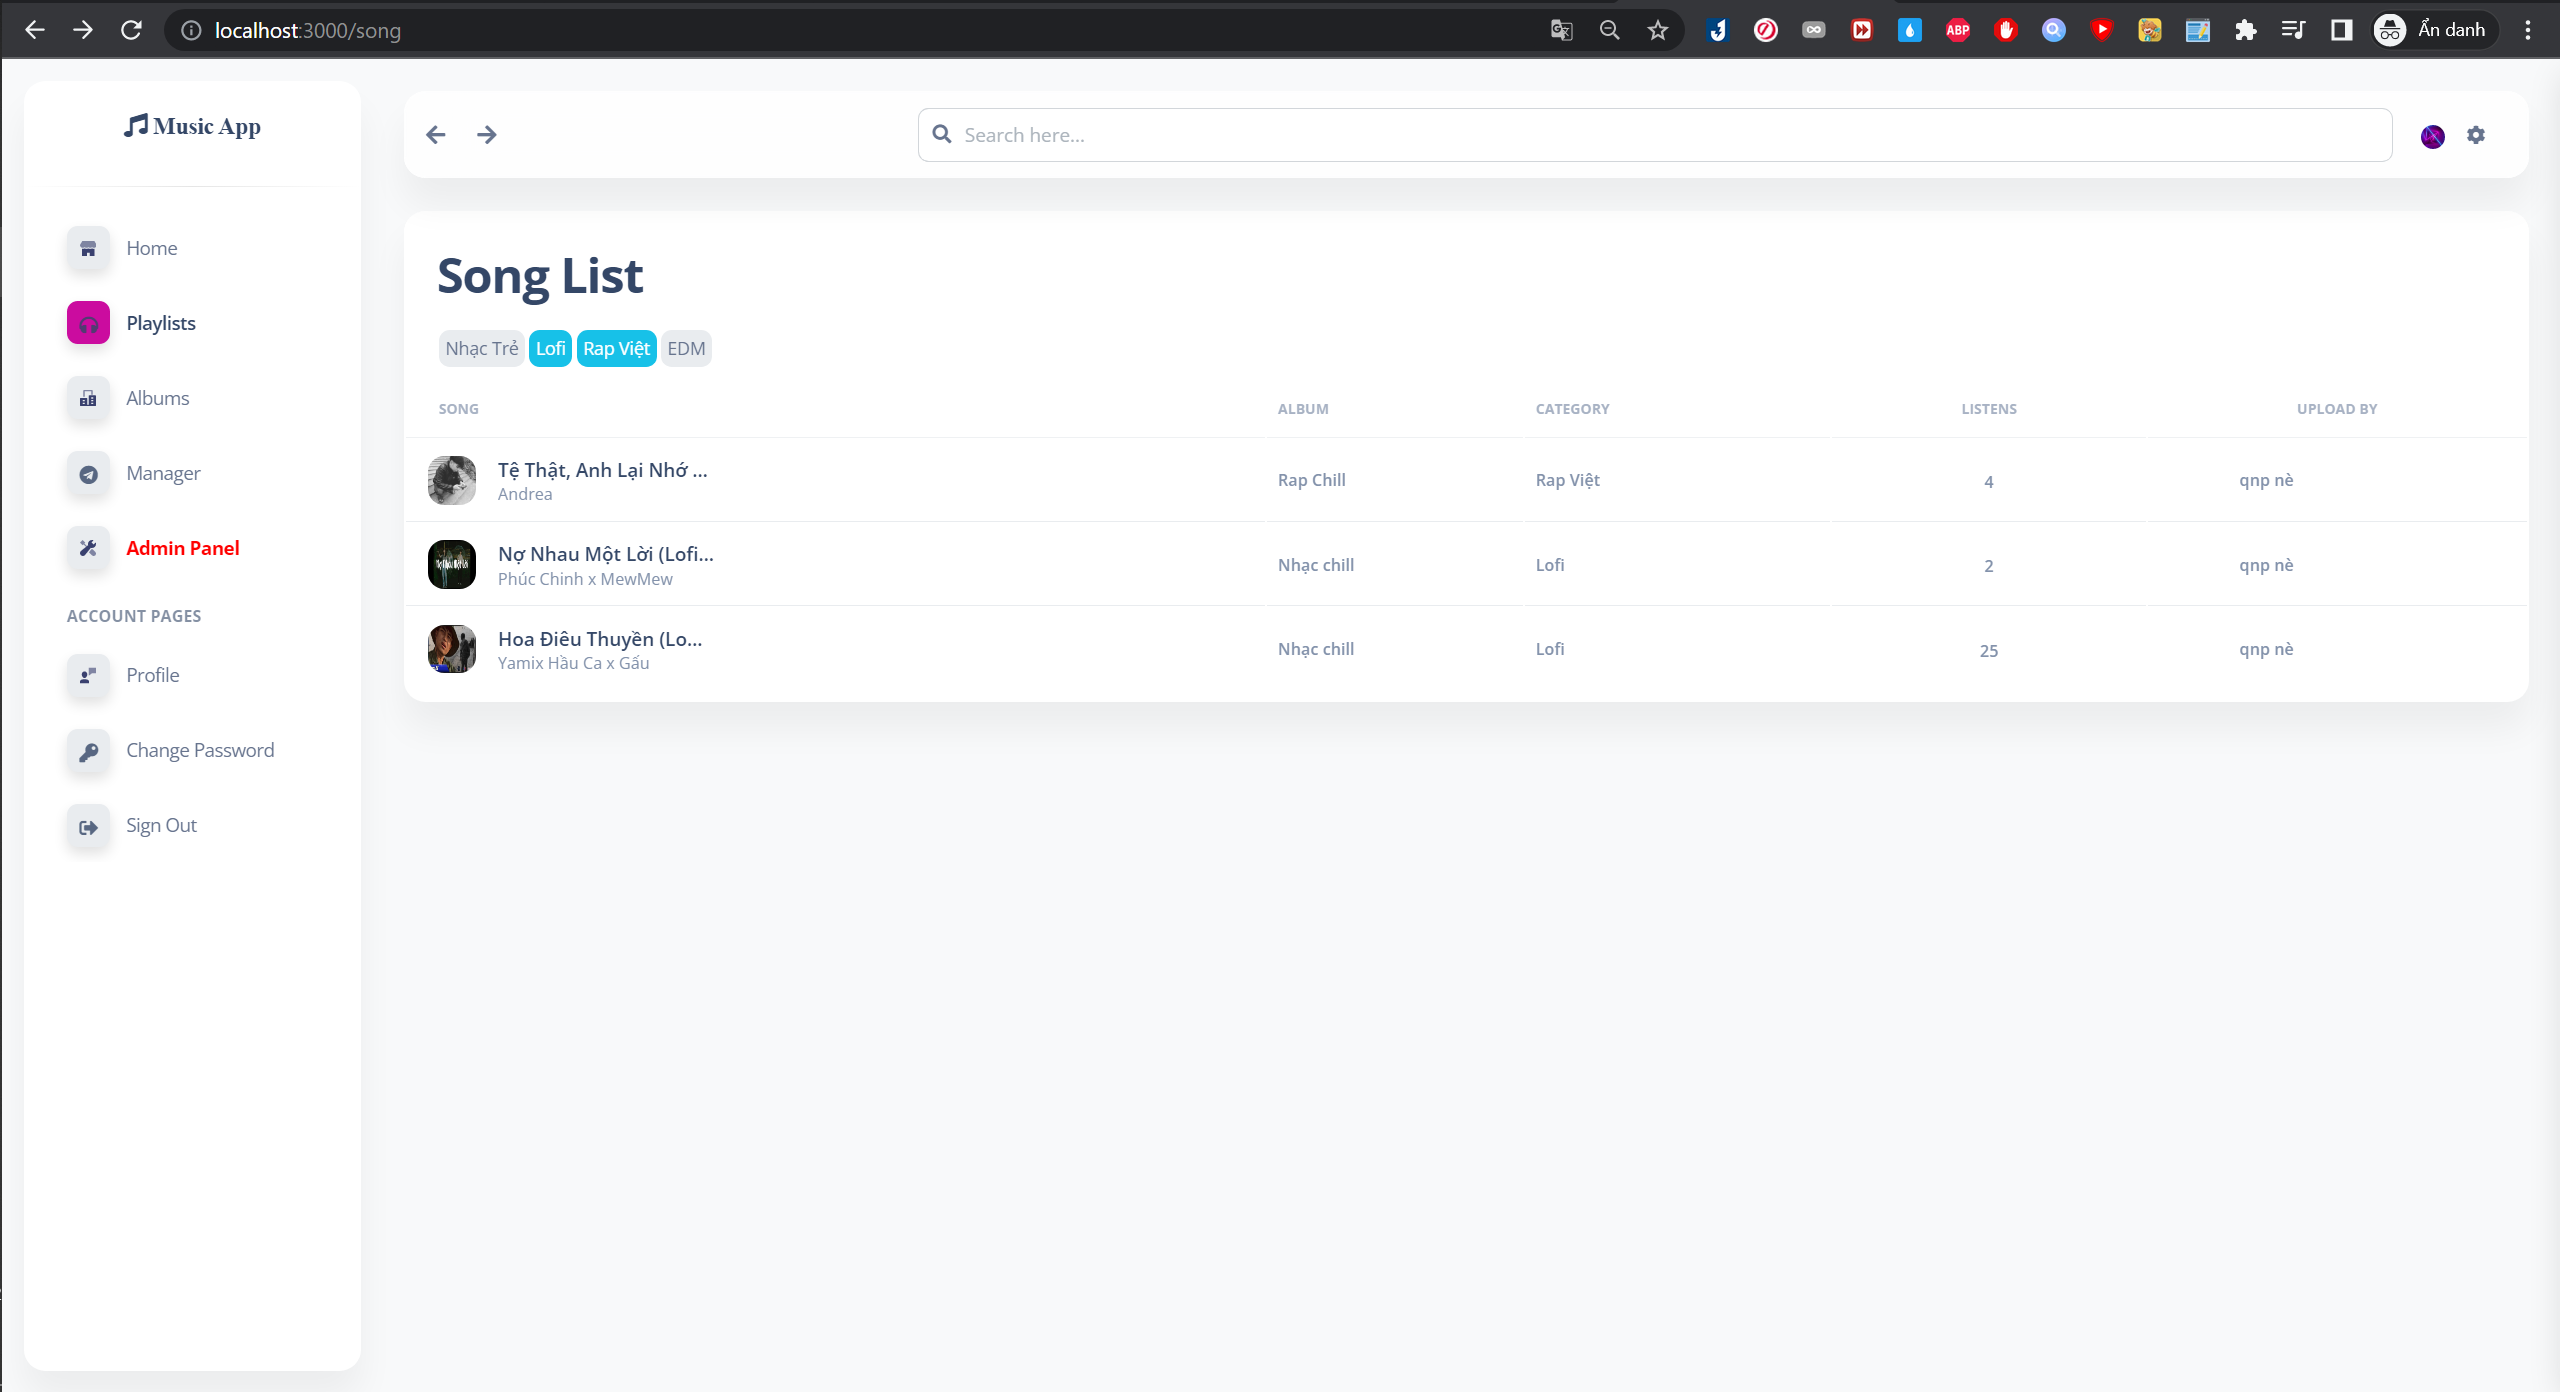 localhost:3000/song
ABP
Ẩn danh
Music App
Search here...
Home
Playlists
Albums
Manager
Admin Panel
ACCOUNT PAGES
Profile
Change Password
Sign Out
Song List
Nhạc Trẻ Lofi Rap Việt EDM
SONG ALBUM CATEGORY LISTENS UPLOAD BY
Tệ Thật, Anh Lại Nhớ ...
Andrea
Rap Chill Rap Việt 4 qnp nè
Nợ Nhau Một Lời (Lofi...
Phúc Chinh x MewMew
Nhạc chill Lofi 2 qnp nè
Hoa Điêu Thuyền (Lo...
Yamix Hầu Ca x Gấu
Nhạc chill Lofi 25 qnp nè